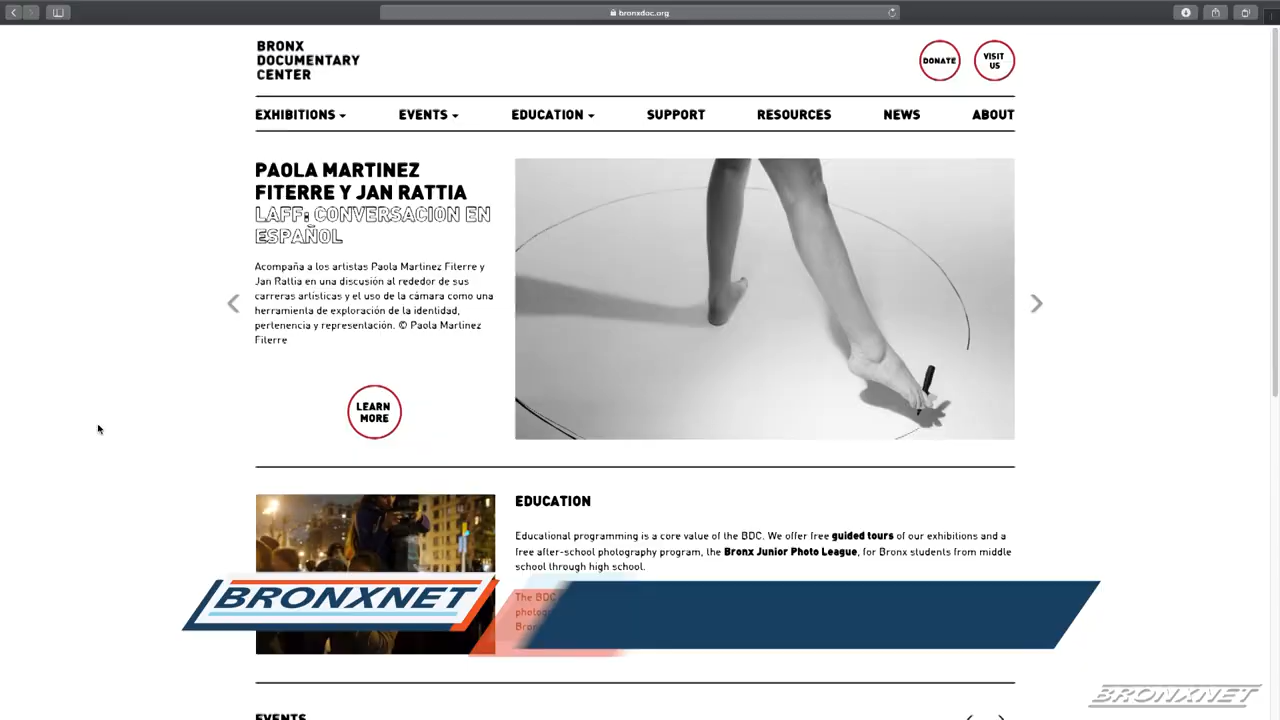 bronxdoc.org
BRONX
DOCUMENTARY
CENTER
DONATE
VISIT
US
EXHIBITIONS
EVENTS
EDUCATION
SUPPORT
RESOURCES
NEWS
ABOUT
PAOLA MARTINEZ
FITERRE Y JAN RATTIA
LAFF: CONVERSACION EN
ESPAÑOL
Acompaña a los artistas Paola Martinez Fiterre y
Jan Rattia en una discusión al rededor de sus
carreras artísticas y el uso de la cámara como una
herramienta de exploración de la identidad,
pertenencia y representación. © Paola Martinez
Fiterre
LEARN
MORE
EDUCATION
Educational programming is a core value of the BDC. We offer free guided tours of our exhibitions and a
free after-school photography program, the Bronx Junior Photo League, for Bronx students from middle
school through high school.
The BDC
BRONXNET
EVENTS
BRONXNET